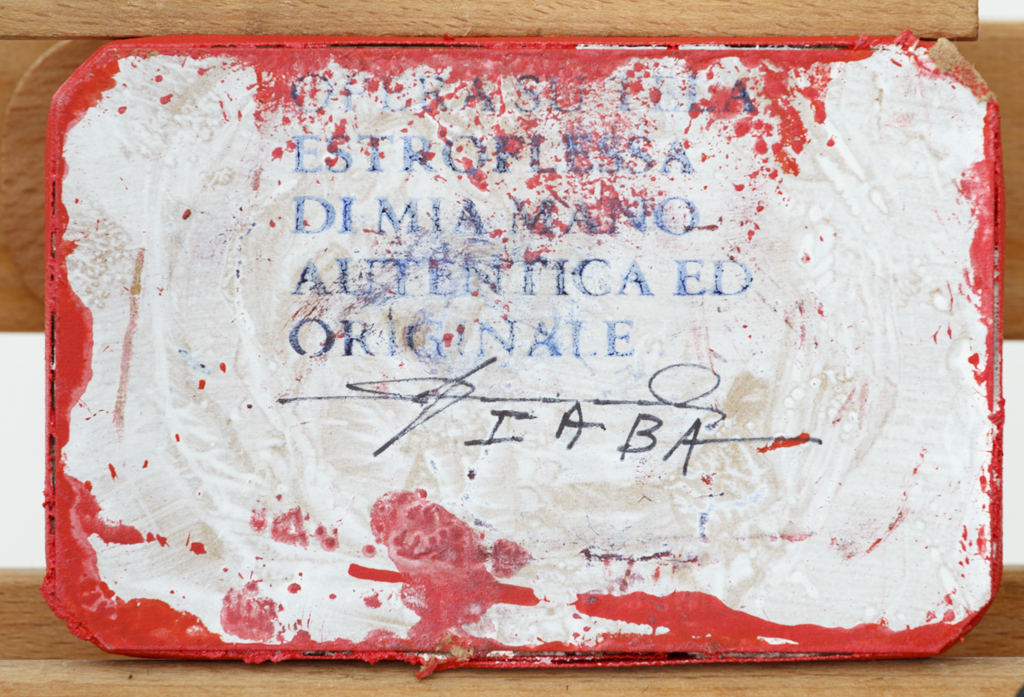 OPERA SU TELA
ESTROFLESSA
DI MIA MANO
AUTENTICA ED
ORIGINALE
IABA